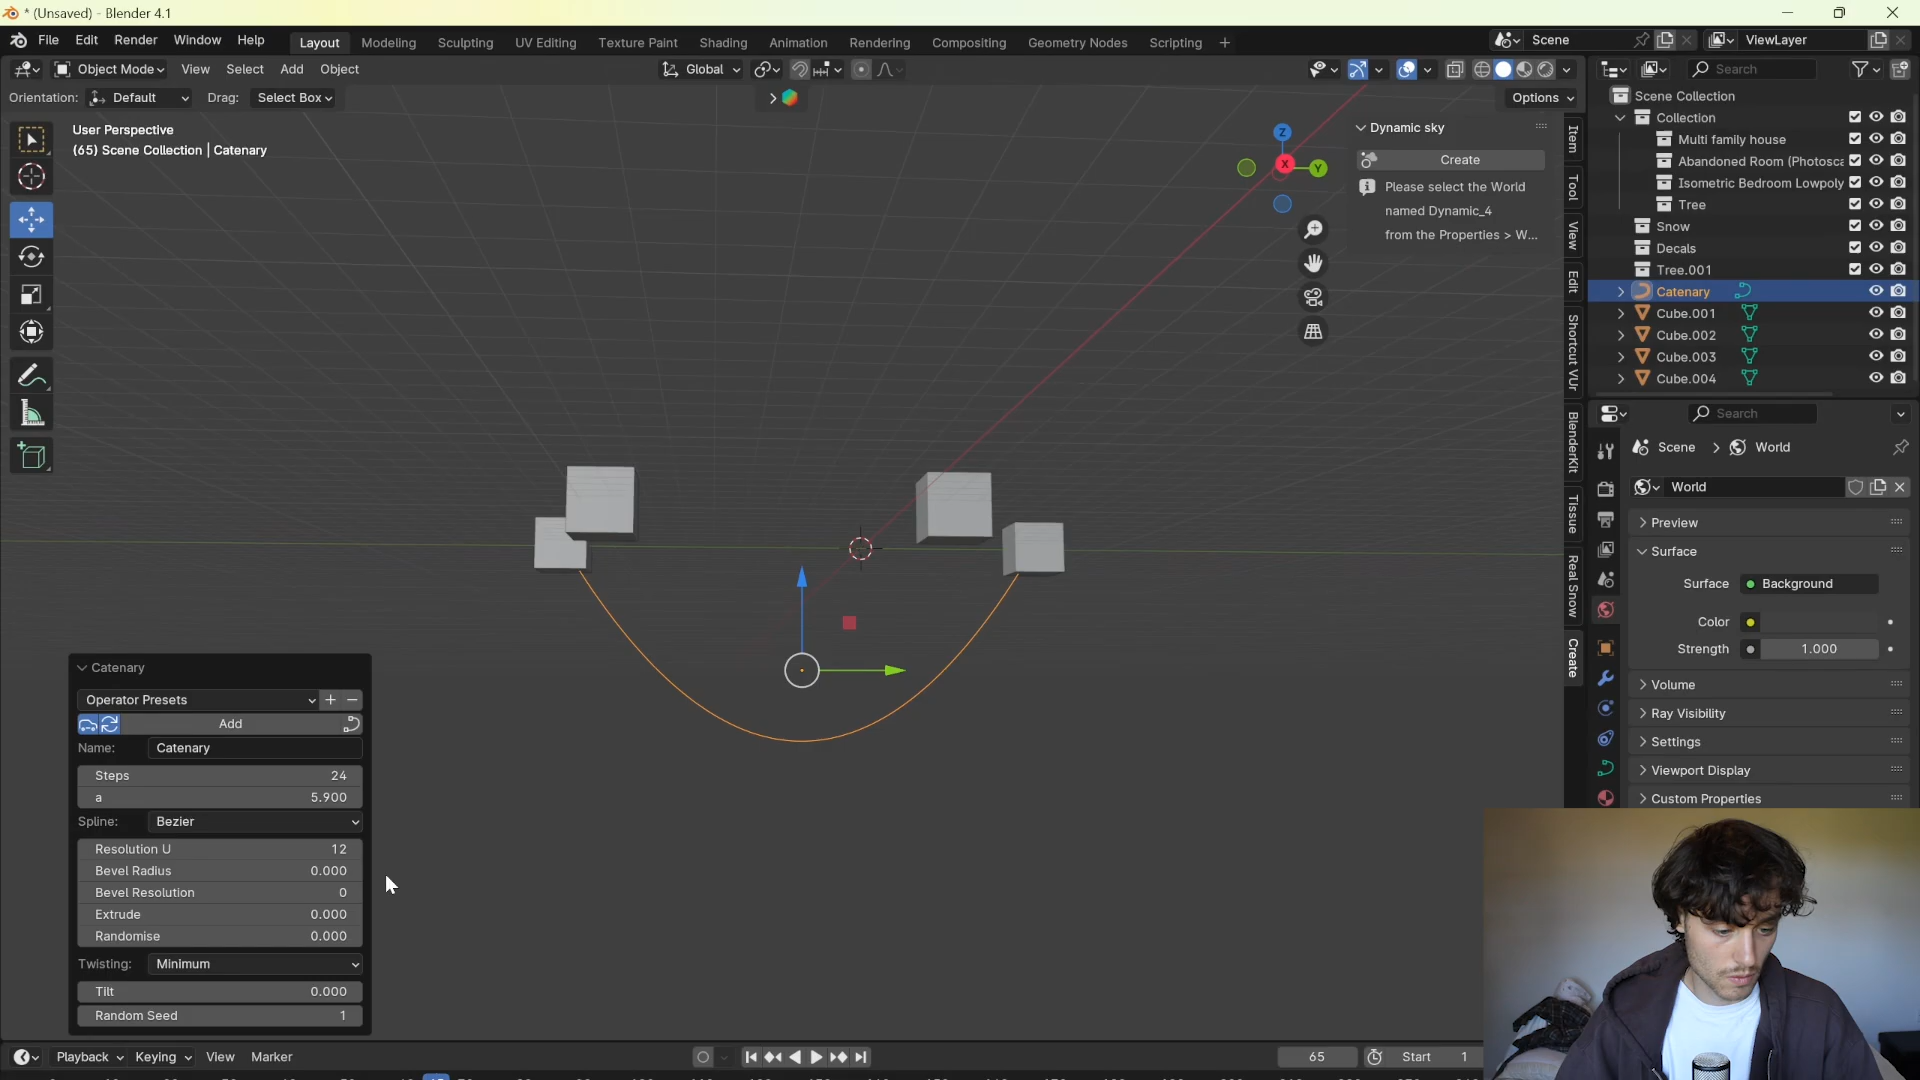 * (Unsaved) - Blender 4.1
File Edit Render Window Help Layout Modeling Sculpting UV Editing Texture Paint Shading Animation Rendering Compositing Geometry Nodes Scripting + Scene ViewLayer
Object Mode View Select Add Object Global Search
Orientation: Default Drag: Select Box Options
User Perspective
(65) Scene Collection | Catenary
Z
X
Y
Dynamic sky
Create
Please select the World
named Dynamic_4
from the Properties > W...
Item
Tool
View
Edit
Shortcut VUr
BlenderKit
Tissue
Real Snow
Create
Scene Collection
Collection
Multi family house
Abandoned Room (Photosca
Isometric Bedroom Lowpoly
Tree
Snow
Decals
Tree.001
Catenary
Cube.001
Cube.002
Cube.003
Cube.004
Search
Scene > World
World
Preview
Surface
Surface Background
Color
Strength 1.000
Volume
Ray Visibility
Settings
Viewport Display
Custom Properties
Catenary
Operator Presets + −
Add
Name: Catenary
Steps 24
a 5.900
Spline: Bezier
Resolution U 12
Bevel Radius 0.000
Bevel Resolution 0
Extrude 0.000
Randomise 0.000
Twisting: Minimum
Tilt 0.000
Random Seed 1
Playback Keying View Marker 65 Start 1